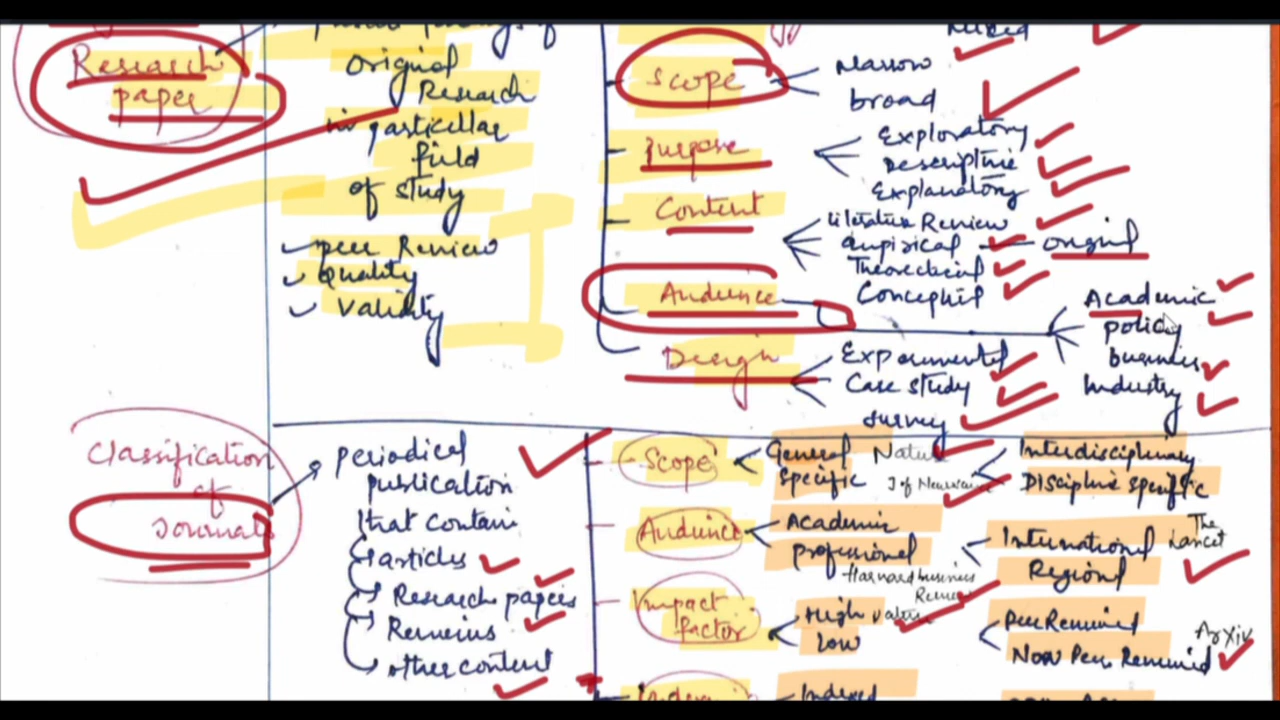 Research
paper
original
Research
in particular
field
of study
peer Review
Quality
Validity
Scope
narrow
broad
Purpose
Exploratory
Descriptive
Explanatory
Content
Literature Review
empirical
original
Theoretical
Conceptul
Audience
Academic
policy
business
Industry
Design
Experimental
Case study
survey
Classification
of
Journals
periodical
publication
that contain
articles
Research papers
Reviews
other content
Scope
General Nature
Specific J of Neuroscience
Interdisciplinary
Discipline specific
Audience
Academic
professional
Harvard business
Review
International The Lancet
Regional
Impact
factor
High
Low
Peer Reviewed
Non Peer Reviewed ArXiv
Indexed